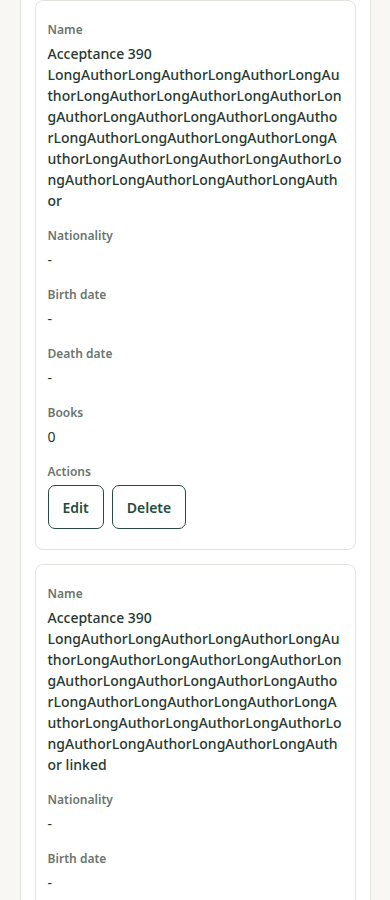 Name
Acceptance 390
LongAuthorLongAuthorLongAuthorLongAu
thorLongAuthorLongAuthorLongAuthorLon
gAuthorLongAuthorLongAuthorLongAutho
rLongAuthorLongAuthorLongAuthorLongA
uthorLongAuthorLongAuthorLongAuthorLo
ngAuthorLongAuthorLongAuthorLongAuth
or
Nationality
-
Birth date
-
Death date
-
Books
0
Actions
Edit Delete
Name
Acceptance 390
LongAuthorLongAuthorLongAuthorLongAu
thorLongAuthorLongAuthorLongAuthorLon
gAuthorLongAuthorLongAuthorLongAutho
rLongAuthorLongAuthorLongAuthorLongA
uthorLongAuthorLongAuthorLongAuthorLo
ngAuthorLongAuthorLongAuthorLongAuth
or linked
Nationality
-
Birth date
-